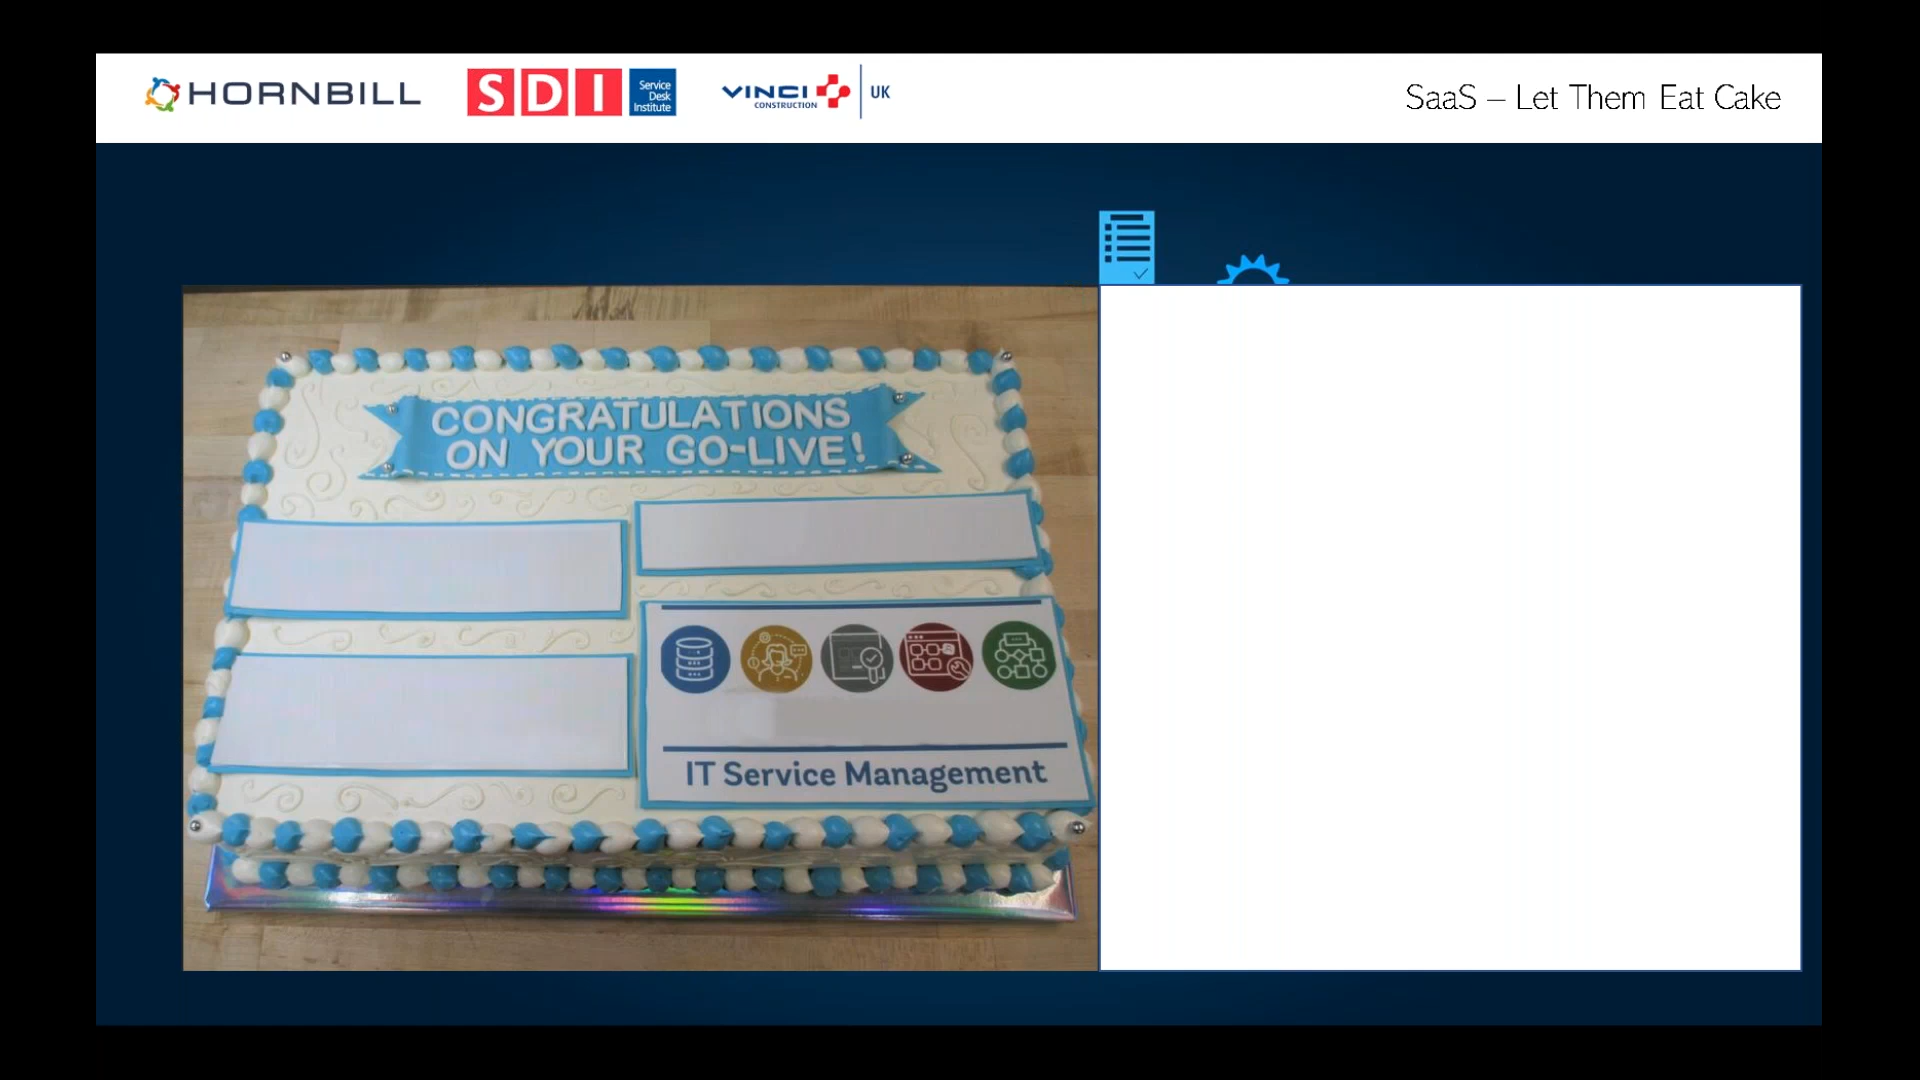 HORNBILL
SDI
Service
Desk
Institute
VINCI
CONSTRUCTION
UK
SaaS – Let Them Eat Cake
CONGRATULATIONS
ON YOUR GO-LIVE!
IT Service Management